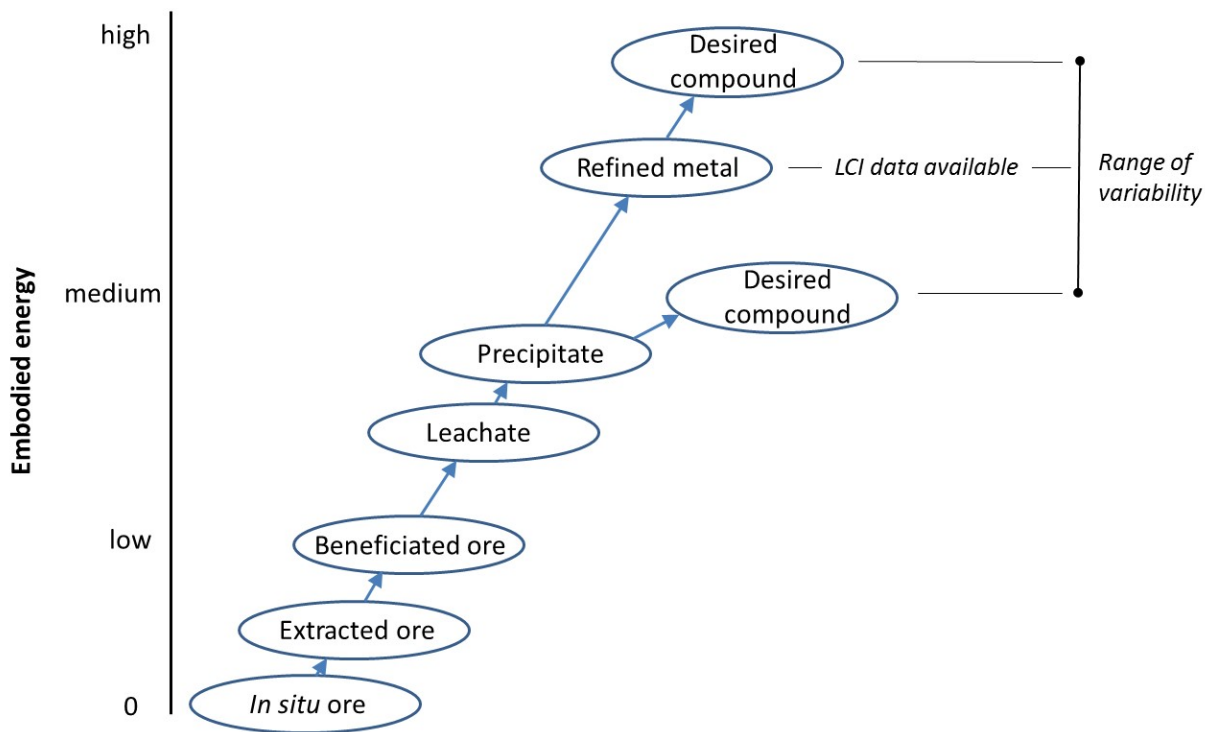 high
Desired
compound
Refined metal
LCI data available
Range of
variability
Embodied energy
medium
Desired
compound
Precipitate
Leachate
low
Beneficiated ore
Extracted ore
0
In situ ore